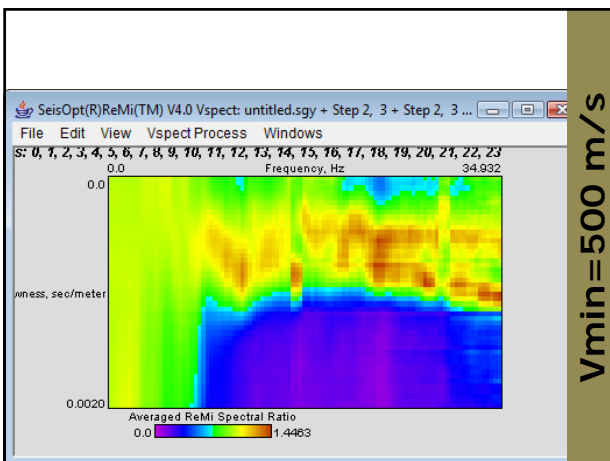 SeisOpt(R)ReMi(TM) V4.0 Vspect: untitled.sgy + Step 2, 3 + Step 2, 3 ...
File Edit View Vspect Process Windows
s: 0, 1, 2, 3, 4, 5, 6, 7, 8, 9, 10, 11, 12, 13, 14, 15, 16, 17, 18, 19, 20, 21, 22, 23
0.0 Frequency, Hz 34.932
0.0
wness, sec/meter
0.0020
Averaged ReMi Spectral Ratio
0.0 1.4463
Vmin=500 m/s